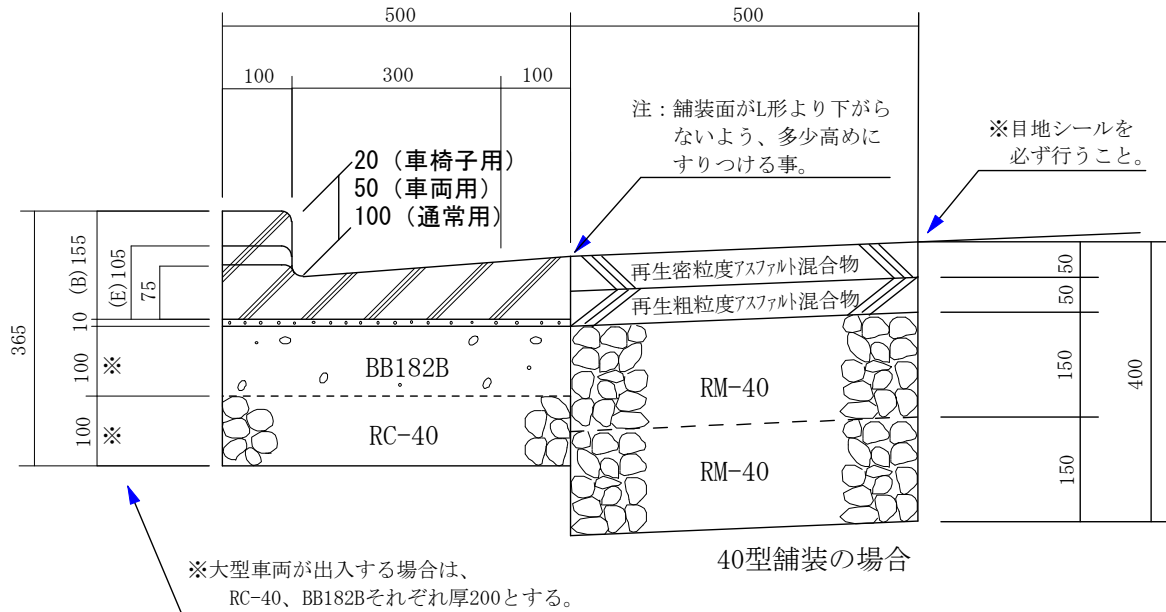 500
500
100
300
100
注：舗装面がL形より下がら
ないよう、多少高めに
すりつける事。
※目地シールを
必ず行うこと。
20（車椅子用）
50（車両用）
100（通常用）
365
(B)155
(E)105
75
10
100
※
100
※
再生密粒度ｱｽﾌｧﾙﾄ混合物
再生粗粒度ｱｽﾌｧﾙﾄ混合物
BB182B
RC-40
RM-40
RM-40
50
50
150
150
400
40型舗装の場合
※大型車両が出入する場合は、
RC-40、BB182Bそれぞれ厚200とする。